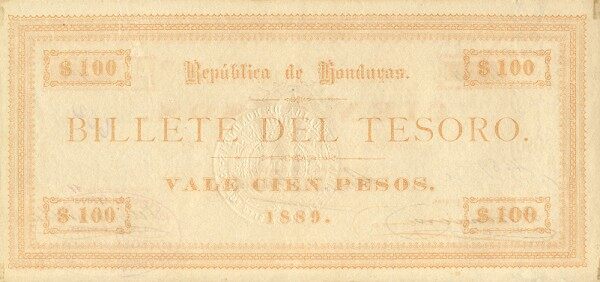 $ 100 $ 100
República de Honduras.
BILLETE DEL TESORO.
VALE CIEN PESOS.
$ 100 1889. $ 100